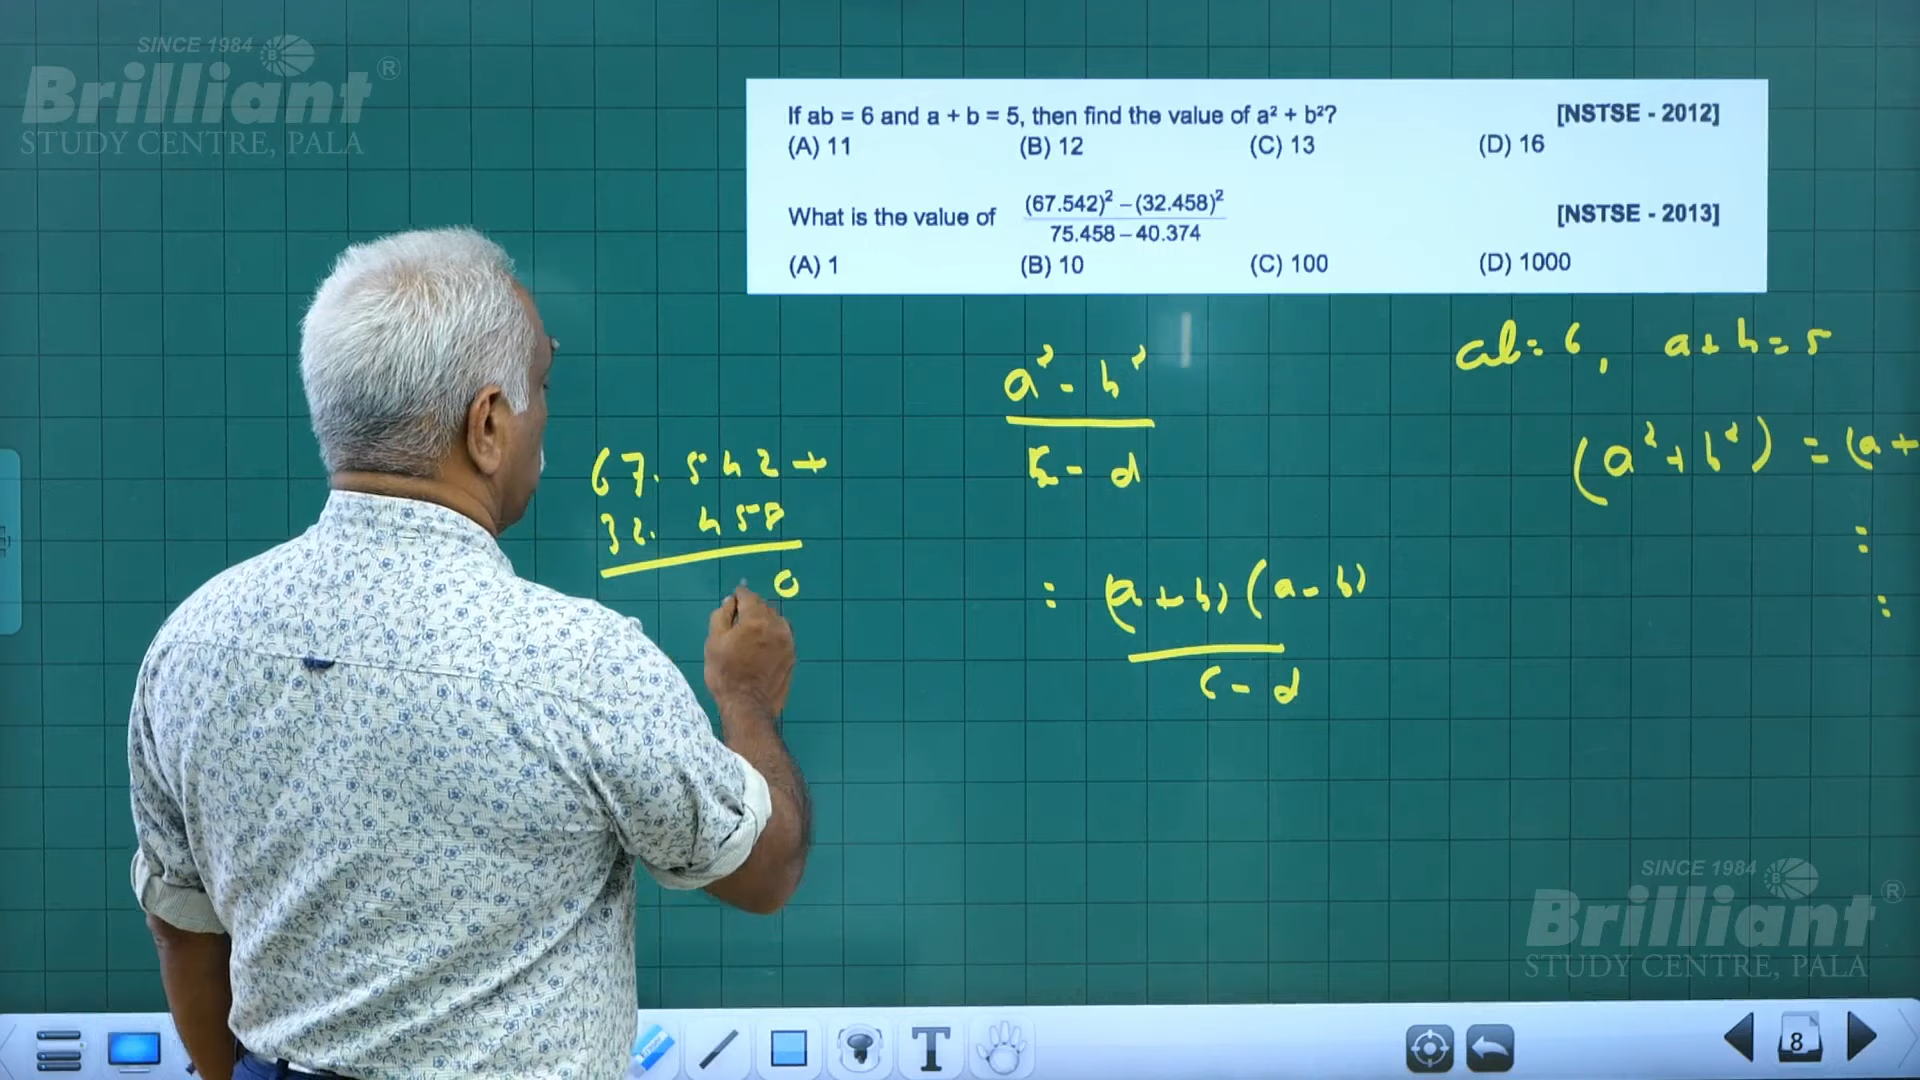 SINCE 1984
Brilliant®
STUDY CENTRE, PALA
If ab = 6 and a + b = 5, then find the value of a² + b²? [NSTSE - 2012]
(A) 11 (B) 12 (C) 13 (D) 16
What is the value of (67.542)² – (32.458)² / 75.458 – 40.374 [NSTSE - 2013]
(A) 1 (B) 10 (C) 100 (D) 1000
ab = 6, a + b = 5
a² - b²
- d
(a² + b²) = (a +
67.542 +
32.458
0
:
= (a + b) (a - b)
:
c - d
SINCE 1984
Brilliant®
STUDY CENTRE, PALA
T
8